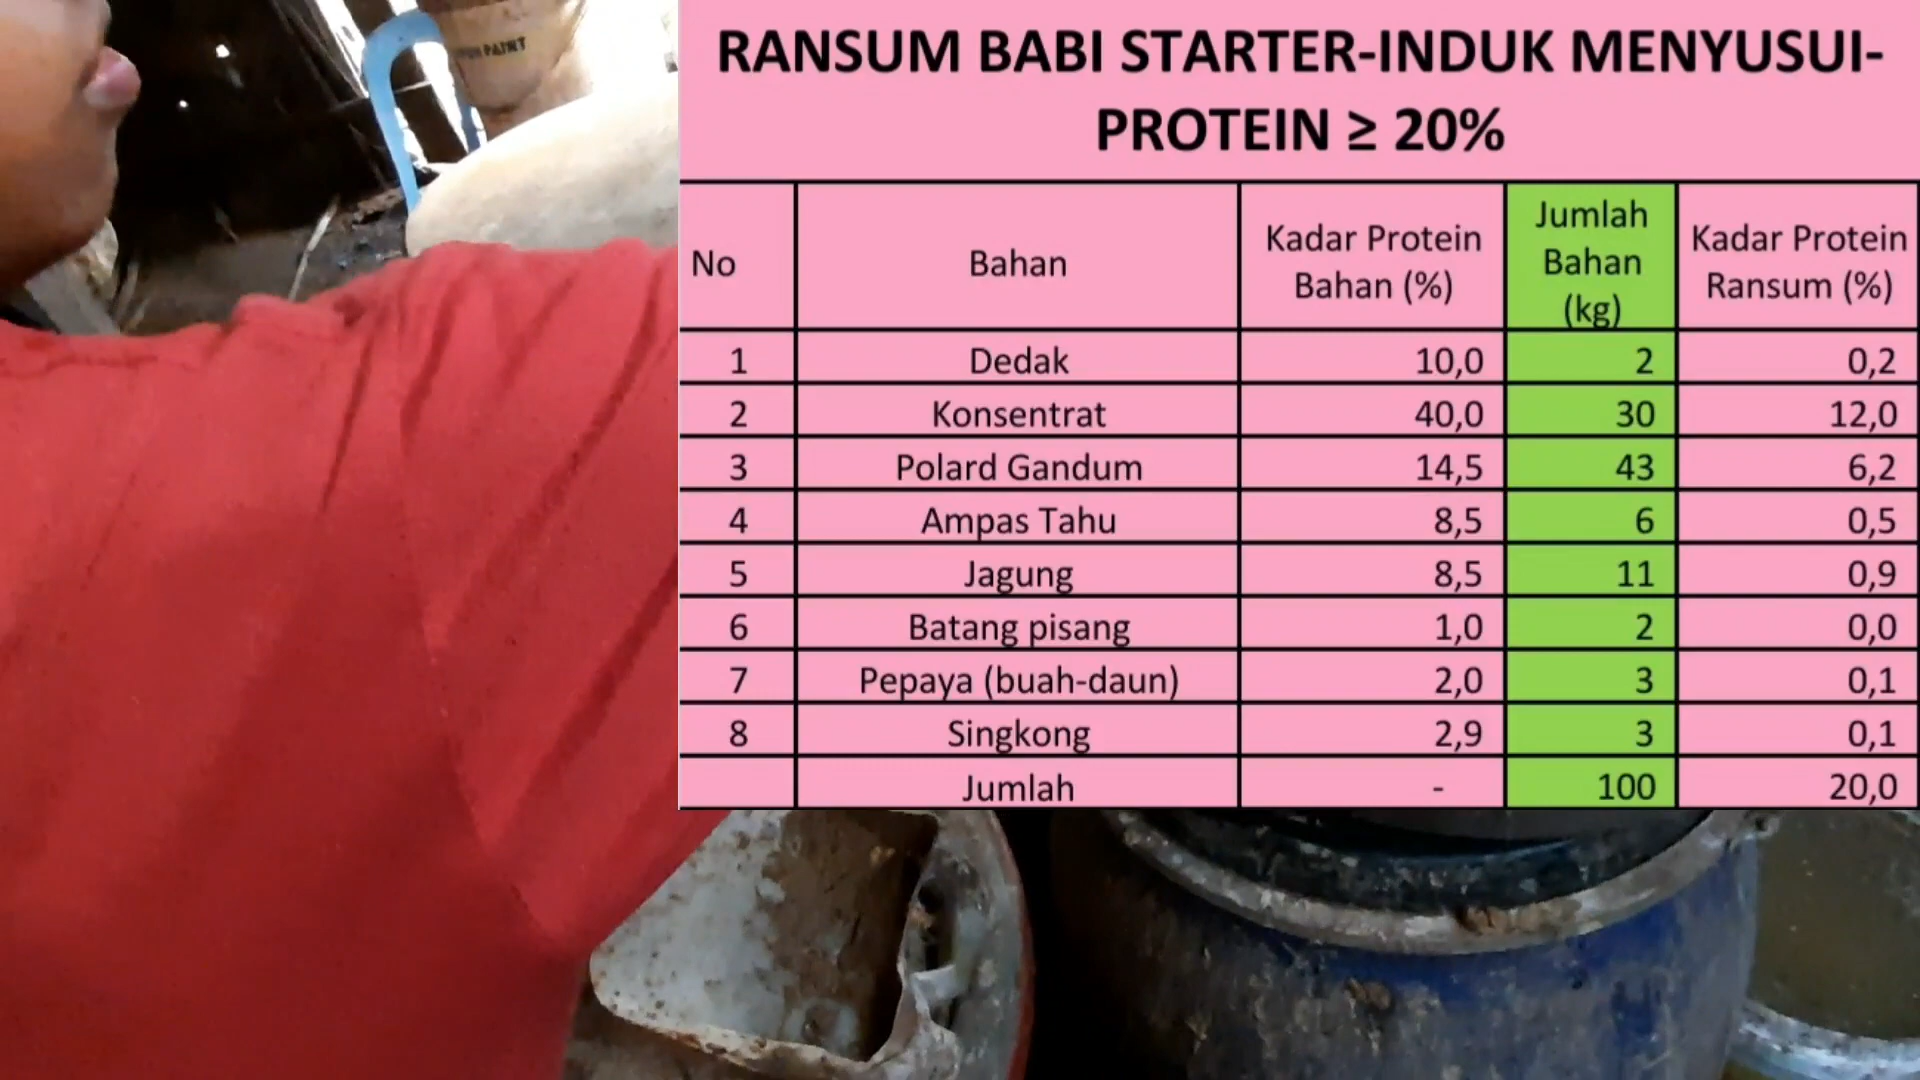 PAINT
RANSUM BABI STARTER-INDUK MENYUSUI-
PROTEIN ≥ 20%
No Bahan Kadar Protein Bahan (%) Jumlah Bahan (kg) Kadar Protein Ransum (%)
1 Dedak 10,0 2 0,2
2 Konsentrat 40,0 30 12,0
3 Polard Gandum 14,5 43 6,2
4 Ampas Tahu 8,5 6 0,5
5 Jagung 8,5 11 0,9
6 Batang pisang 1,0 2 0,0
7 Pepaya (buah-daun) 2,0 3 0,1
8 Singkong 2,9 3 0,1
Jumlah - 100 20,0